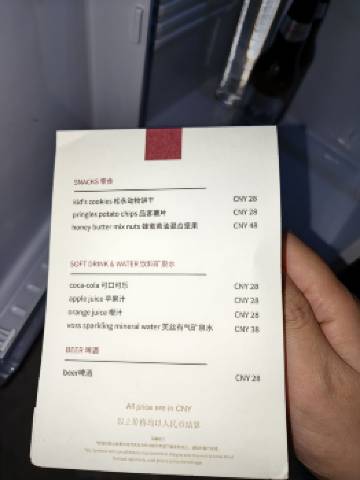 SNACKS 零食
kid's cookies 松永动物饼干 CNY 28
pringles potato chips 品客薯片 CNY 28
honey butter mix nuts 蜂蜜黄油混合坚果 CNY 48
SOFT DRINK & WATER 饮料矿泉水
coca-cola 可口可乐 CNY 28
apple juice 苹果汁 CNY 28
orange juice 橙汁 CNY 28
voss sparkling mineral water 芙丝有气矿泉水 CNY 38
BEER 啤酒
beer啤酒 CNY 28
All price are in CNY
以上价格均以人民币结算